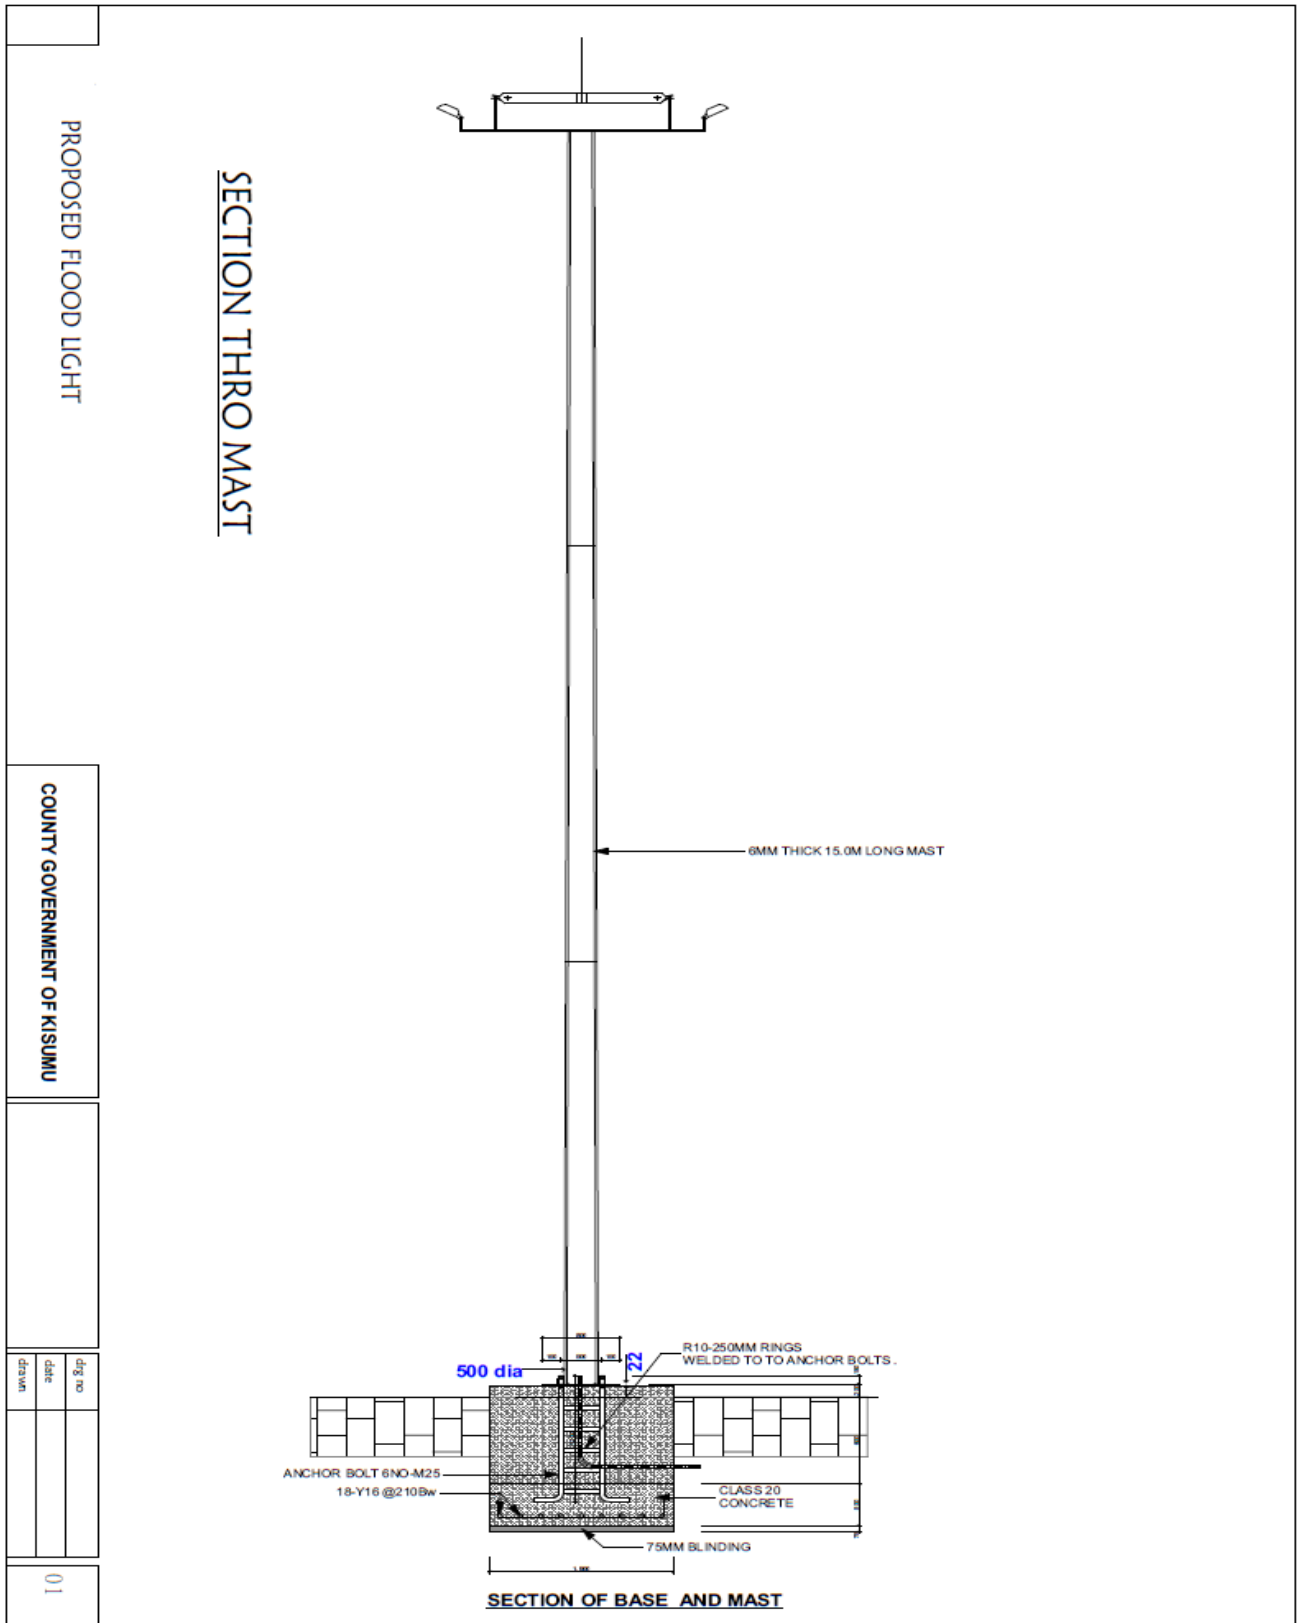 PROPOSED FLOOD LIGHT
SECTION THRO MAST
6MM THICK 15.0M LONG MAST
COUNTY GOVERNMENT OF KISUMU
R10-250MM RINGS
WELDED TO TO ANCHOR BOLTS .
500 dia
22
ANCHOR BOLT 6NO-M25
18-Y16 @210Bw
CLASS 20
CONCRETE
75MM BLINDING
SECTION OF BASE AND MAST
drg no
date
drawn
01